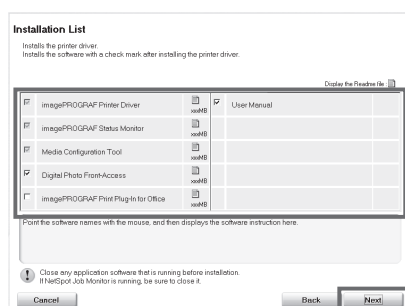 Installation List
Installs the printer driver.
Installs the software with a check mark after installing the printer driver.
Display the Readme file :
imagePROGRAF Printer Driver
xxxMB
User Manual
imagePROGRAF Status Monitor
xxxMB
Media Configuration Tool
xxxMB
Digital Photo Front-Access
xxxMB
imagePROGRAF Print Plug-In for Office
xxxMB
Point the software names with the mouse, and then displays the software instruction here.
Close any application software that is running before installation.
If NetSpot Job Monitor is running, be sure to close it.
Cancel
Back
Next